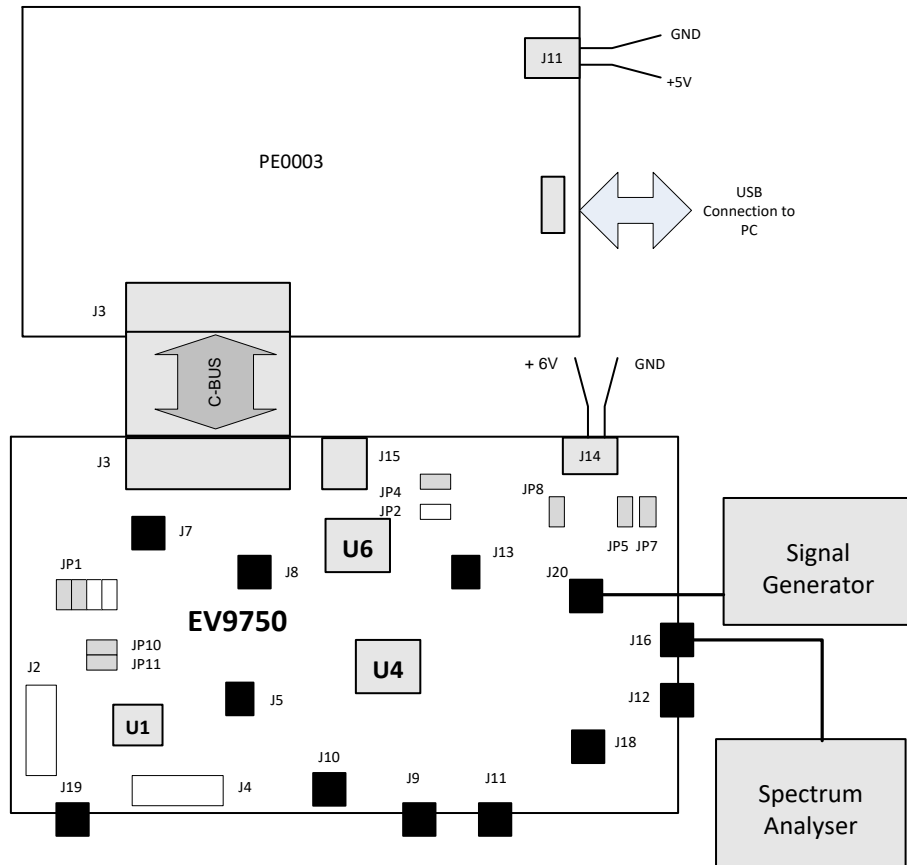 J11
GND
+5V
PE0003
USB
Connection to
PC
J3
C-BUS
+ 6V
GND
J3
J15
J14
JP4
JP2
JP8
JP5
JP7
J7
U6
J13
J8
JP1
J20
Signal
Generator
EV9750
J16
JP10
JP11
J2
U4
J5
J12
U1
J18
J10
J19
J4
J9
J11
Spectrum
Analyser